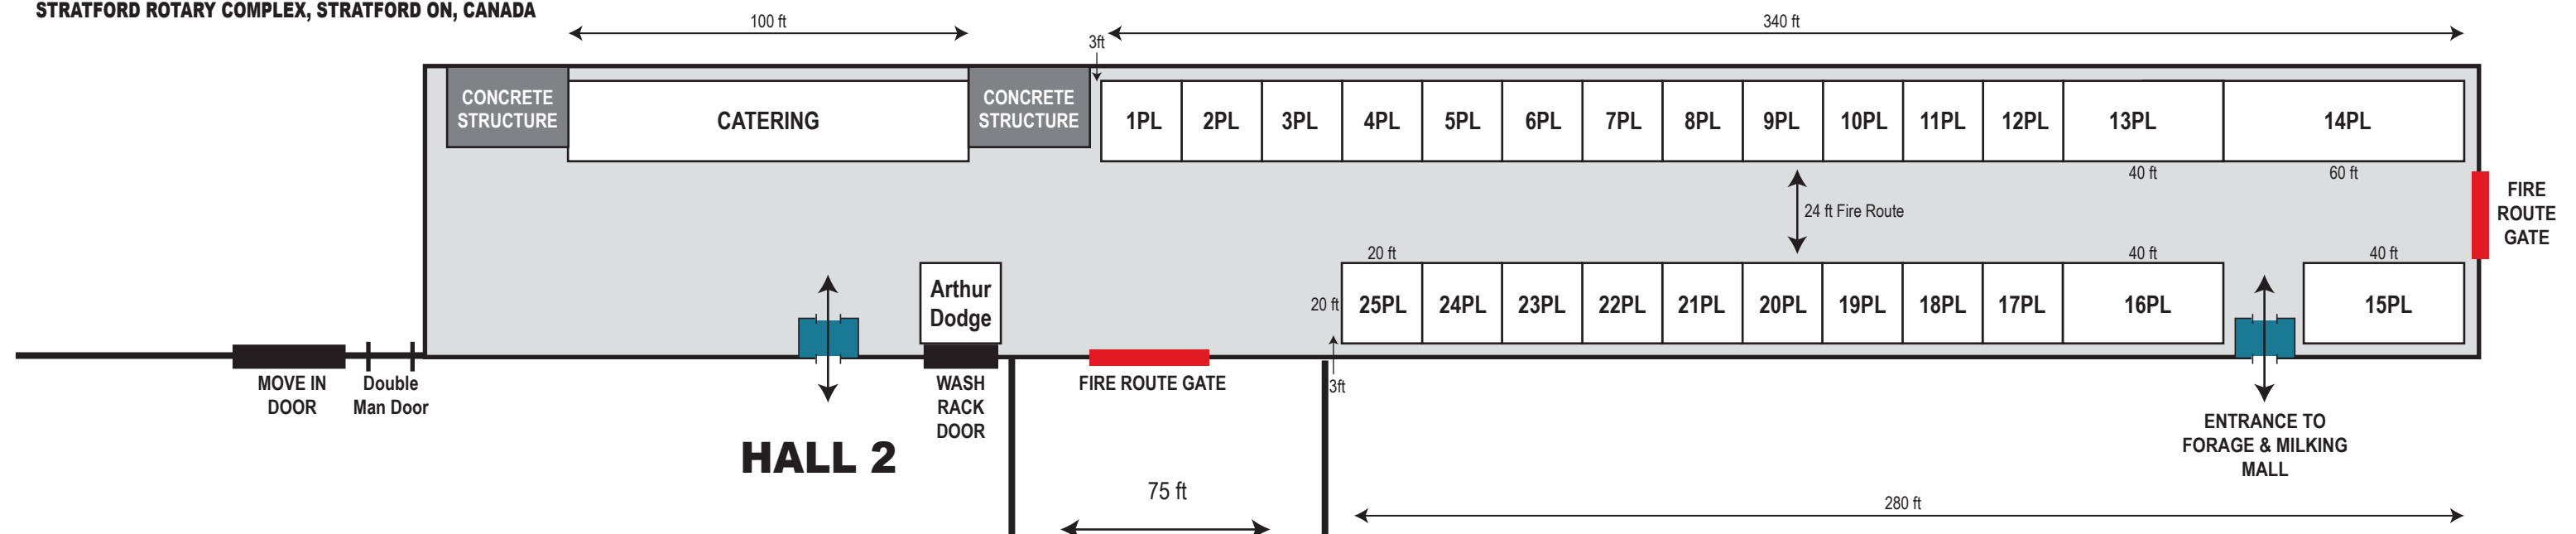 STRATFORD ROTARY COMPLEX, STRATFORD ON, CANADA
100 ft
340 ft
3ft
CONCRETE
STRUCTURE
CATERING
CONCRETE
STRUCTURE
1PL
2PL
3PL
4PL
5PL
6PL
7PL
8PL
9PL
10PL
11PL
12PL
13PL
14PL
40 ft
60 ft
24 ft Fire Route
FIRE
ROUTE
GATE
20 ft
40 ft
40 ft
Arthur
Dodge
20 ft
25PL
24PL
23PL
22PL
21PL
20PL
19PL
18PL
17PL
16PL
15PL
MOVE IN
DOOR
Double
Man Door
WASH
RACK
DOOR
FIRE ROUTE GATE
3ft
ENTRANCE TO
FORAGE & MILKING
MALL
HALL 2
75 ft
280 ft